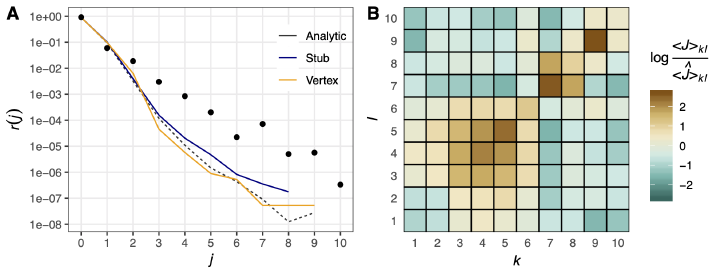 A
1e+00
1e−01
1e−02
1e−03
1e−04
1e−05
1e−06
1e−07
1e−08
r(j)
0 1 2 3 4 5 6 7 8 9 10
j
Analytic
Stub
Vertex
B
10
9
8
7
6
5
4
3
2
1
l
1 2 3 4 5 6 7 8 9 10
k
log <J>kl / <Ĵ>kl
2
1
0
−1
−2